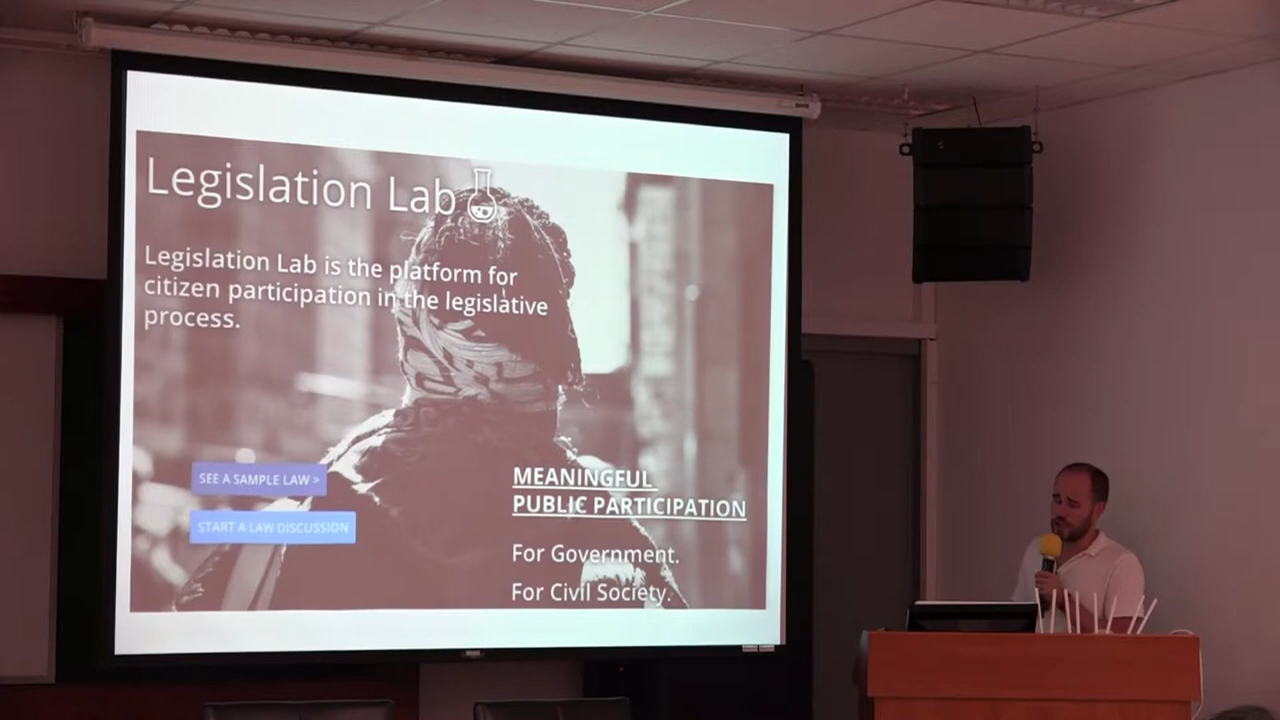 Legislation Lab
Legislation Lab is the platform for
citizen participation in the legislative
process.
SEE A SAMPLE LAW >
START A LAW DISCUSSION
MEANINGFUL
PUBLIC PARTICIPATION
For Government.
For Civil Society.